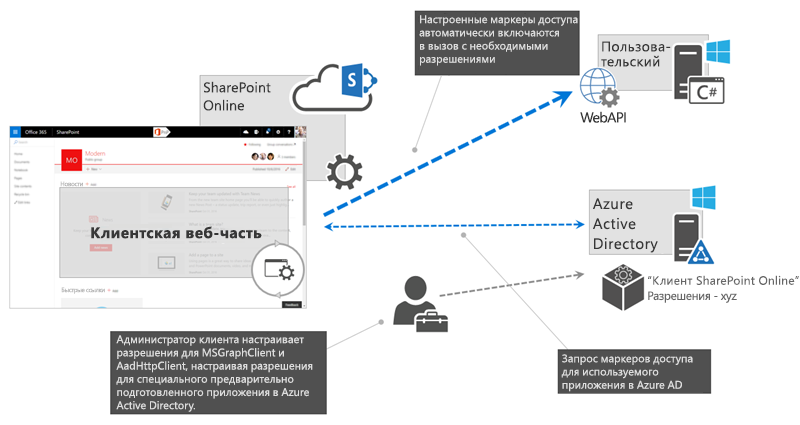 Настроенные маркеры доступа
автоматически включаются
в вызов с необходимыми
разрешениями
Пользова-
тельский
C#
WebAPI
SharePoint
Online
S
Office 365
SharePoint
MO
Modern
Новости
Клиентская веб-часть
Быстрые ссылки
Feedback
Azure
Active
Directory
“Клиент SharePoint Online”
Разрешения - xyz
Администратор клиента настраивает
разрешения для MSGraphClient и
AadHttpClient, настраивая разрешения
для специального предварительно
подготовленного приложения в Azure
Active Directory.
Запрос маркеров доступа
для используемого
приложения в Azure AD